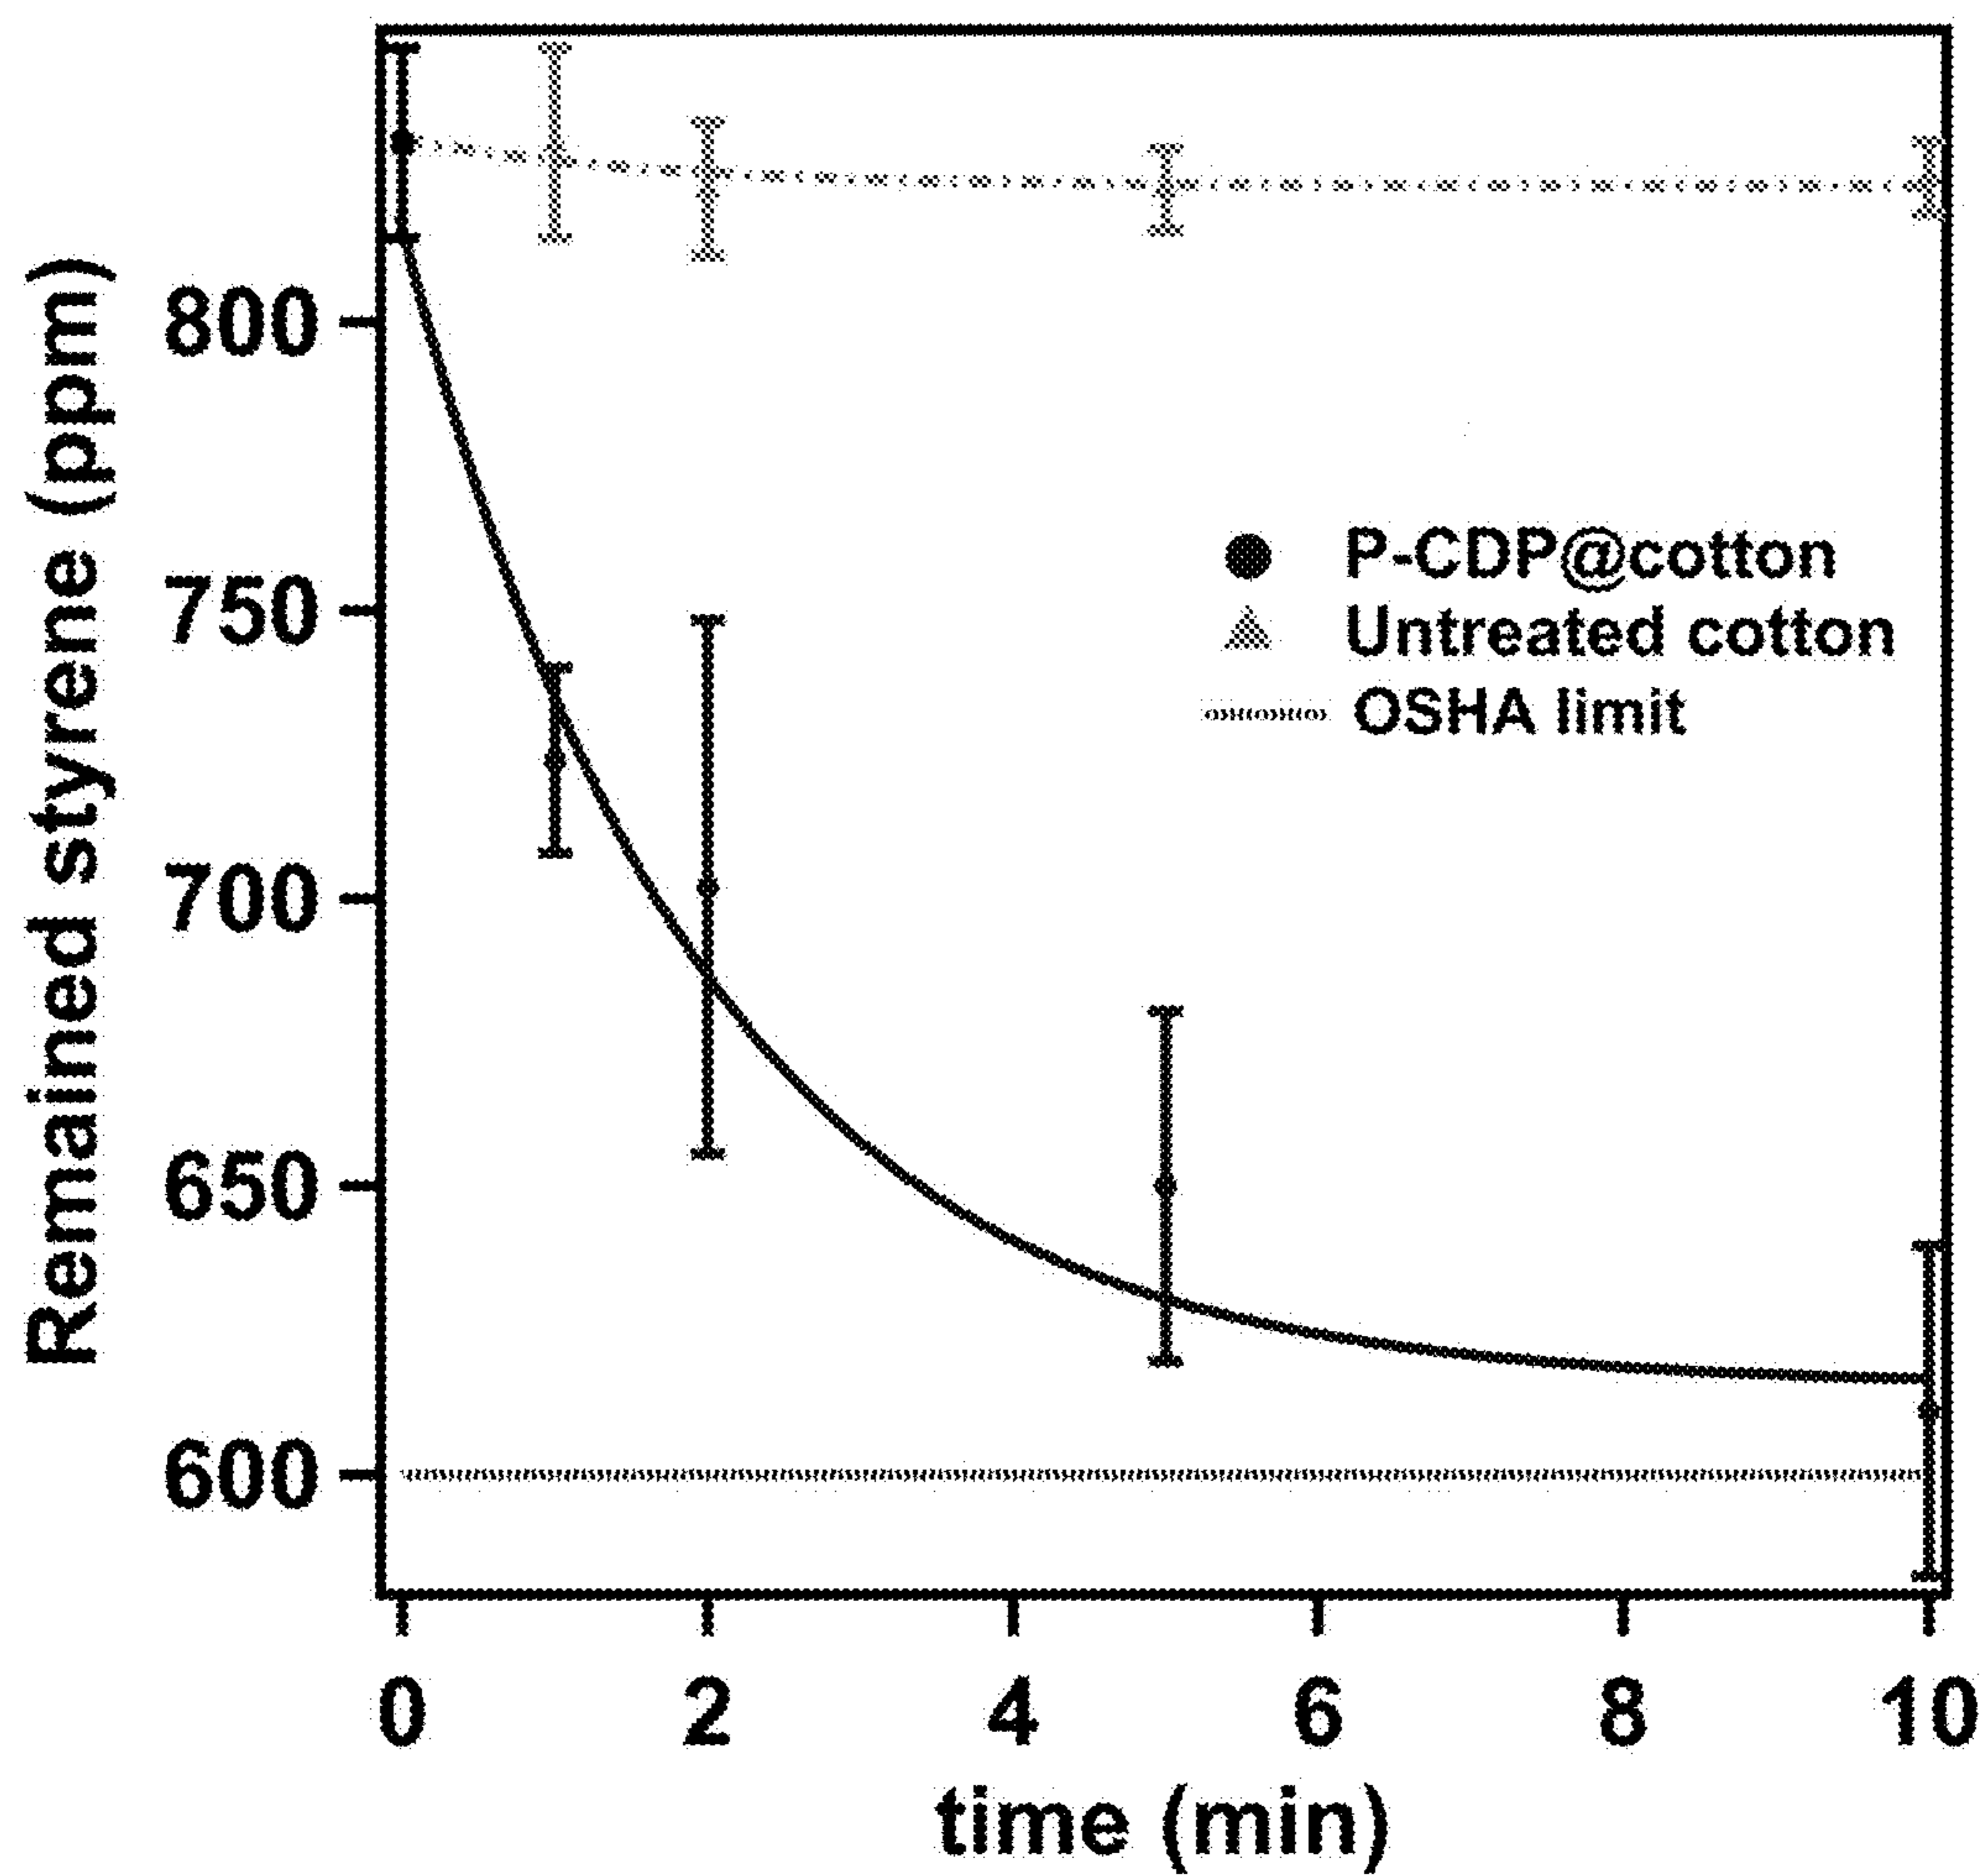 Remained styrene (ppm)
800
750
700
650
600
P-CDP@cotton
Untreated cotton
OSHA limit
0 2 4 6 8 10
time (min)